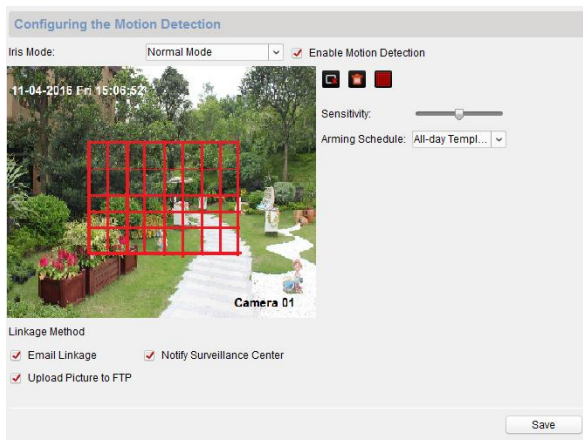 Configuring the Motion Detection
Iris Mode: Normal Mode Enable Motion Detection
11-04-2016 Fri 15:06:52
Sensitivity:
Arming Schedule: All-day Templ...
Camera 01
Linkage Method
Email Linkage Notify Surveillance Center
Upload Picture to FTP
Save